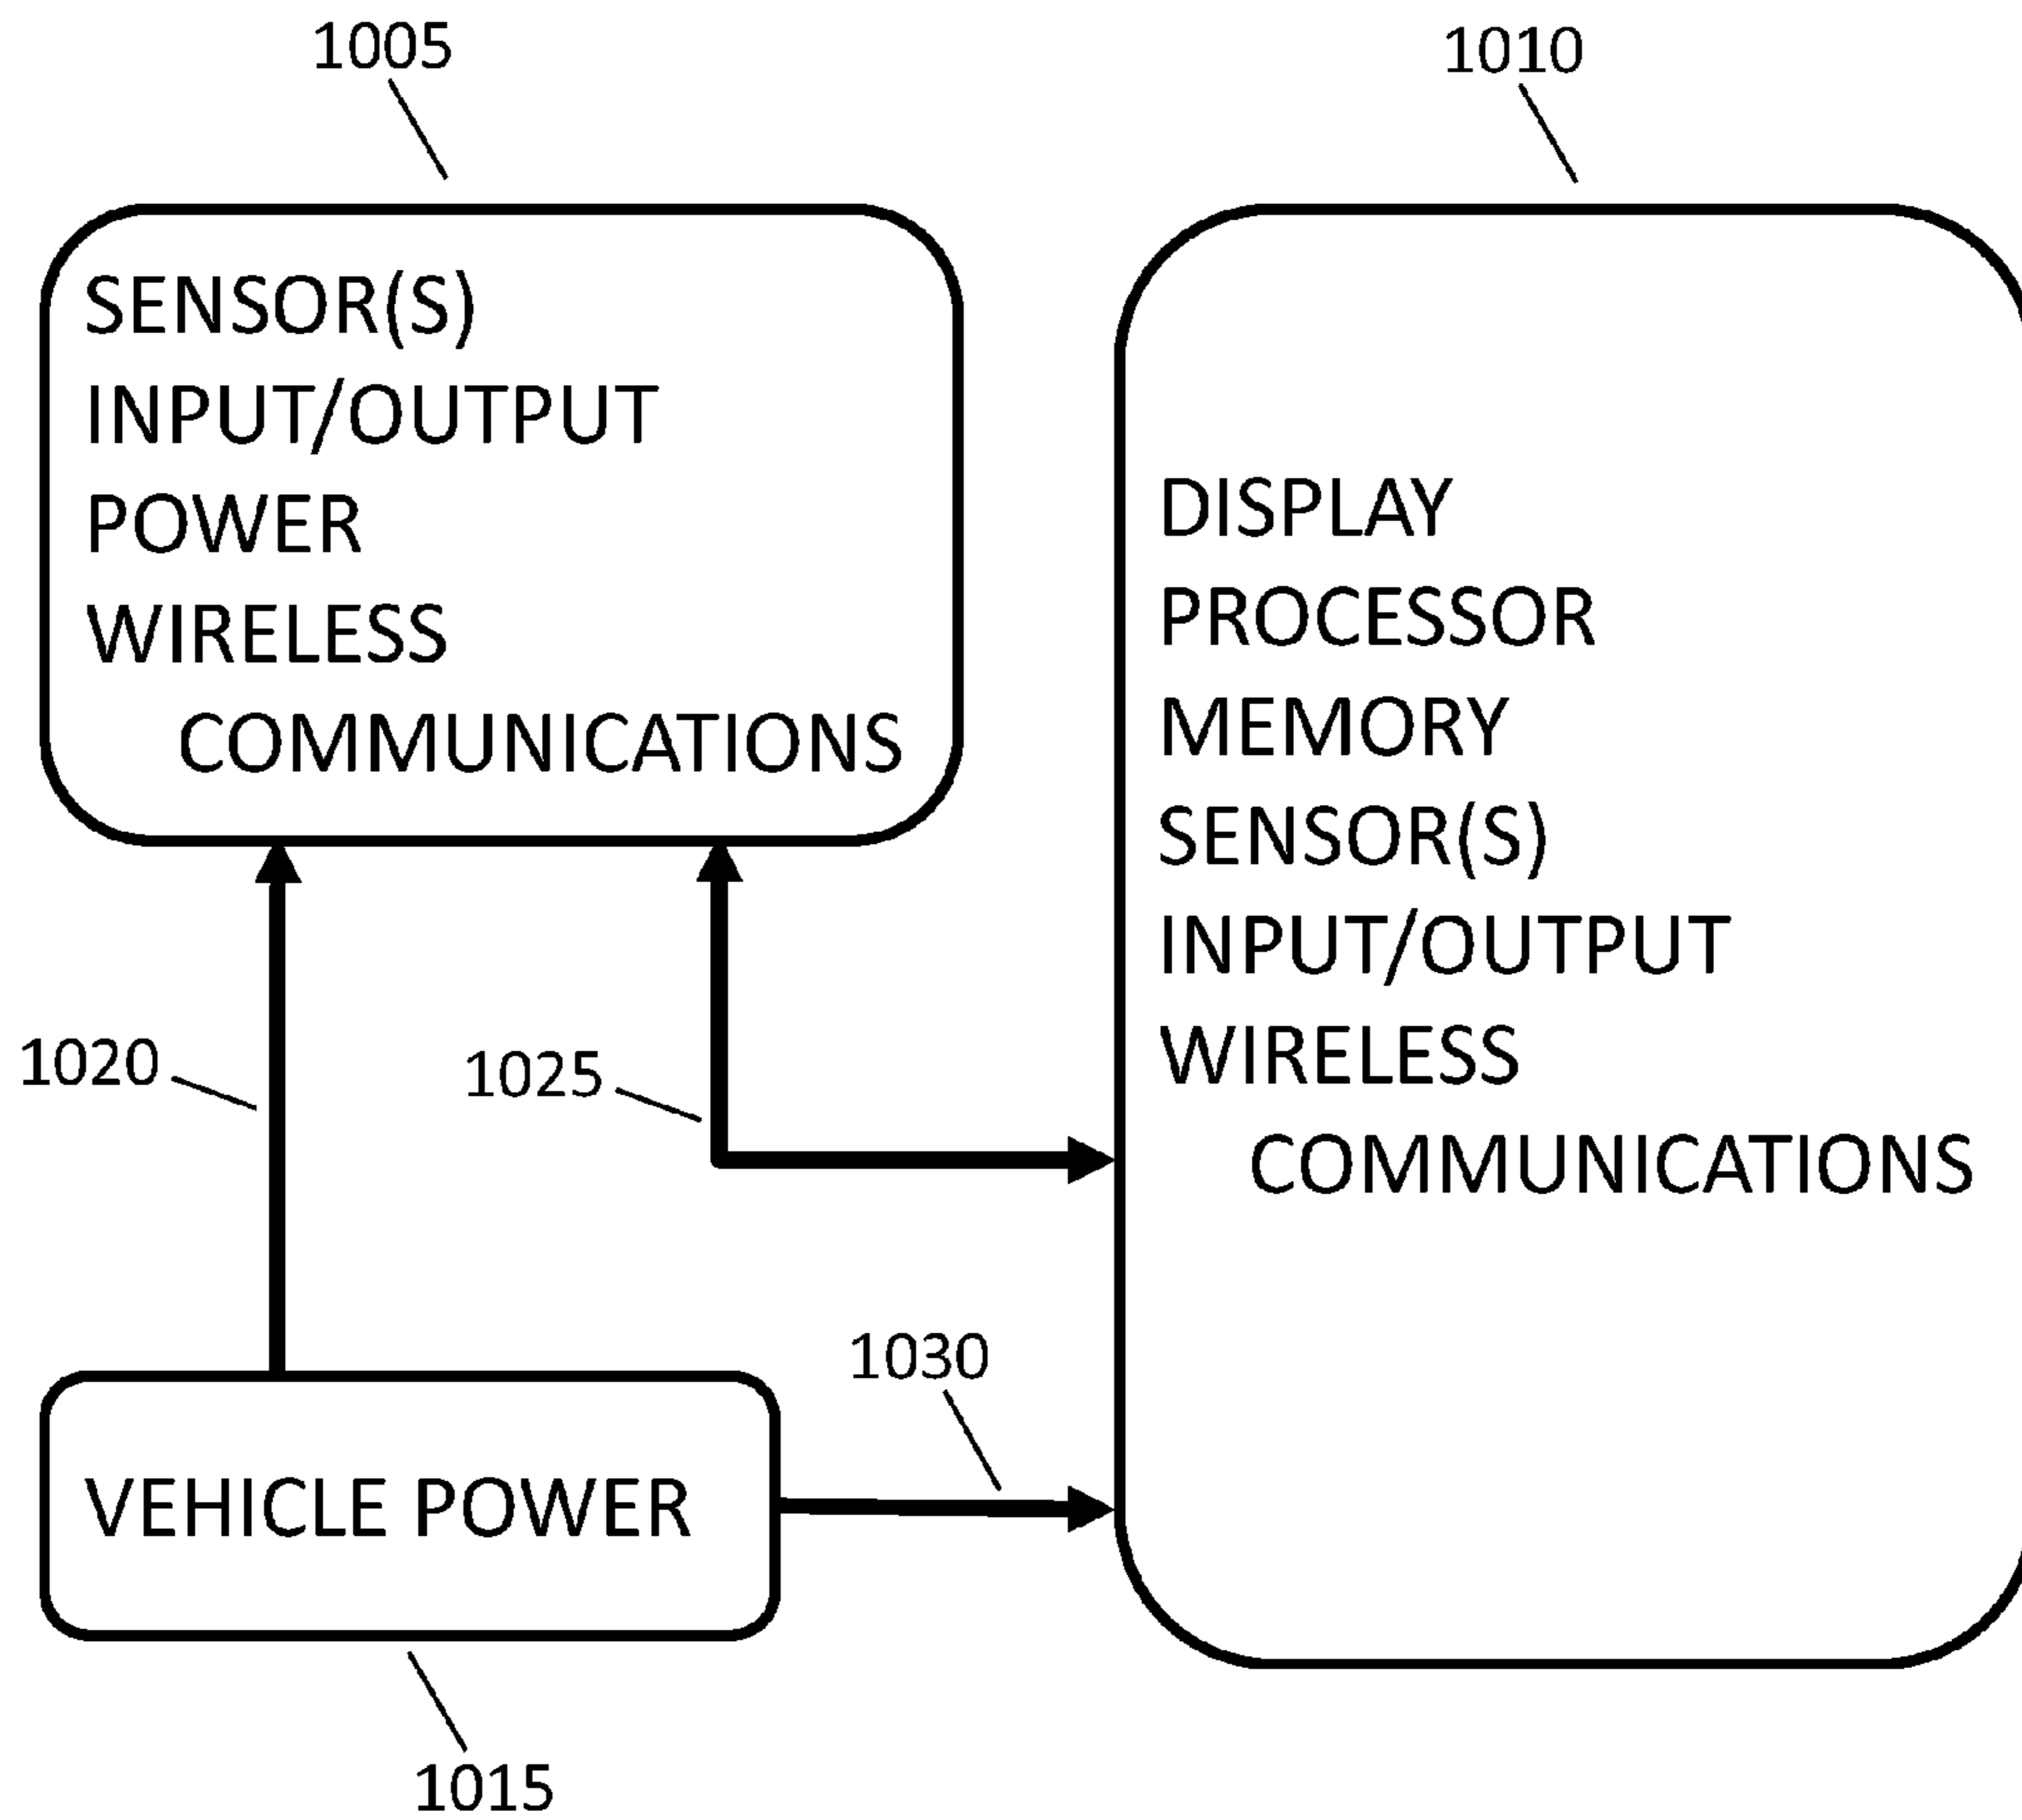 1005
1010
SENSOR(S)
INPUT/OUTPUT
POWER
WIRELESS
COMMUNICATIONS
DISPLAY
PROCESSOR
MEMORY
SENSOR(S)
INPUT/OUTPUT
WIRELESS
COMMUNICATIONS
1020
1025
1030
VEHICLE POWER
1015